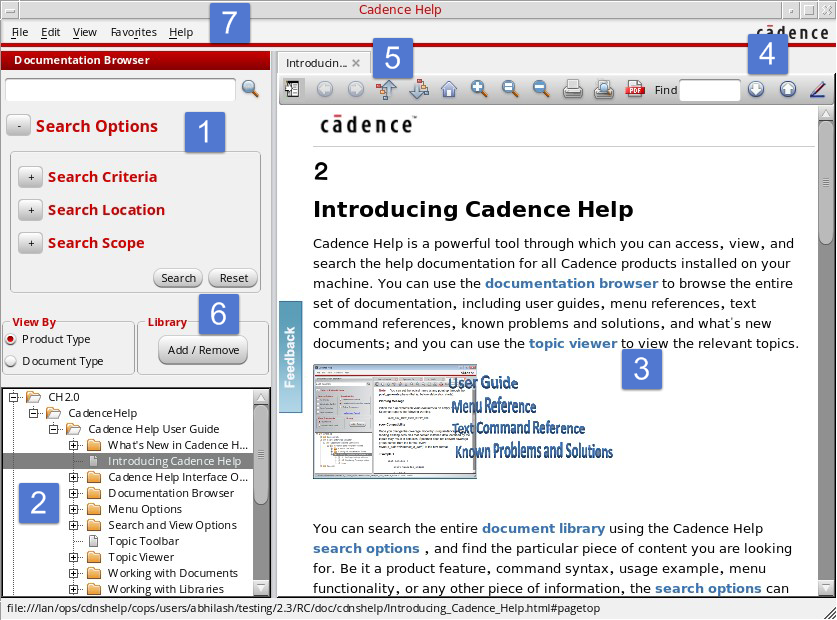 Cadence Help
File Edit View Favorites Help
7
cādence
Documentation Browser
Introducin...
5
4
Find
PDF
- Search Options
1
+ Search Criteria
+ Search Location
+ Search Scope
Search Reset
6
View By
Product Type
Document Type
Library
Add / Remove
CH 2.0
CadenceHelp
Cadence Help User Guide
What's New in Cadence H...
Introducing Cadence Help
Cadence Help Interface O...
2
Documentation Browser
Menu Options
Search and View Options
Topic Toolbar
Topic Viewer
Working with Documents
Working with Libraries
Feedback
cādence™
2
Introducing Cadence Help
Cadence Help is a powerful tool through which you can access, view, and
search the help documentation for all Cadence products installed on your
machine. You can use the documentation browser to browse the entire
set of documentation, including user guides, menu references, text
command references, known problems and solutions, and what's new
documents; and you can use the topic viewer to view the relevant topics.
3
User Guide
Menu Reference
Text Command Reference
Known Problems and Solutions
You can search the entire document library using the Cadence Help
search options , and find the particular piece of content you are looking
for. Be it a product feature, command syntax, usage example, menu
functionality, or any other piece of information, the search options can
file:///lan/ops/cdnshelp/cops/users/abhilash/testing/2.3/RC/doc/cdnshelp/Introducing_Cadence_Help.html#pagetop